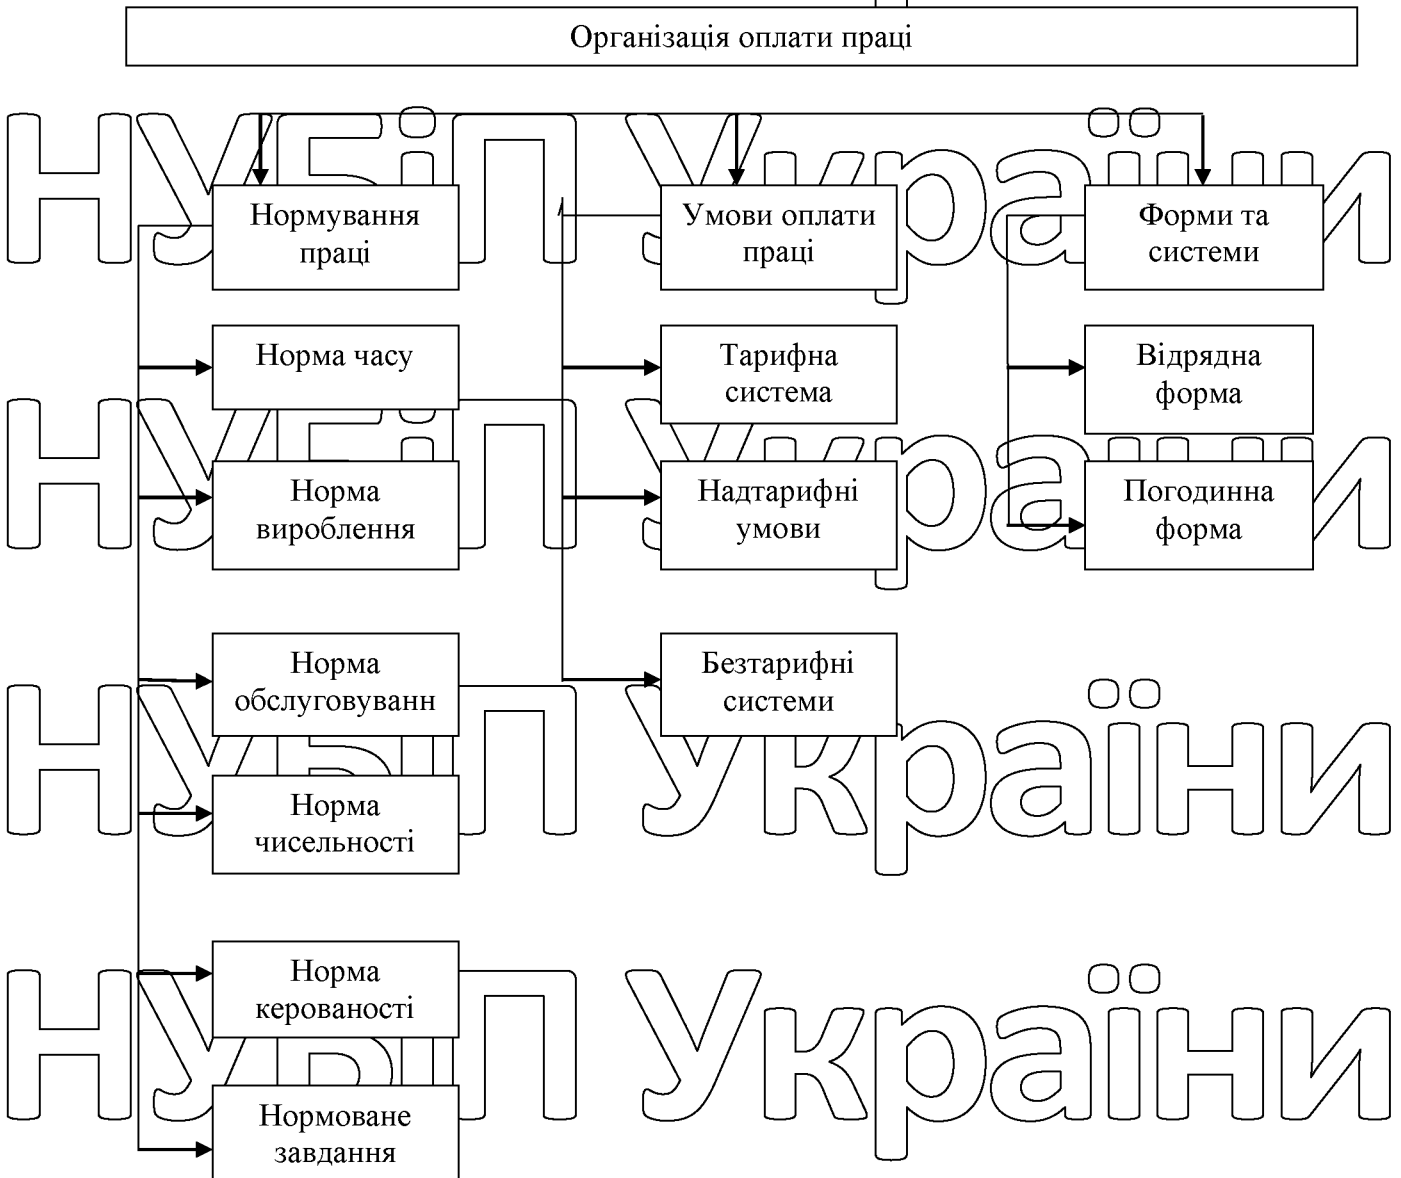 Організація оплати праці
НУБіП України
Нормування
праці
Умови оплати
праці
Форми та
системи
Норма часу
Тарифна
система
Відрядна
форма
НУБіП України
Норма
вироблення
Надтарифні
умови
Погодинна
форма
Норма
обслуговуванн
Безтарифні
системи
НУБіП України
Норма
чисельності
Норма
керованості
НУБіП України
Нормоване
завдання